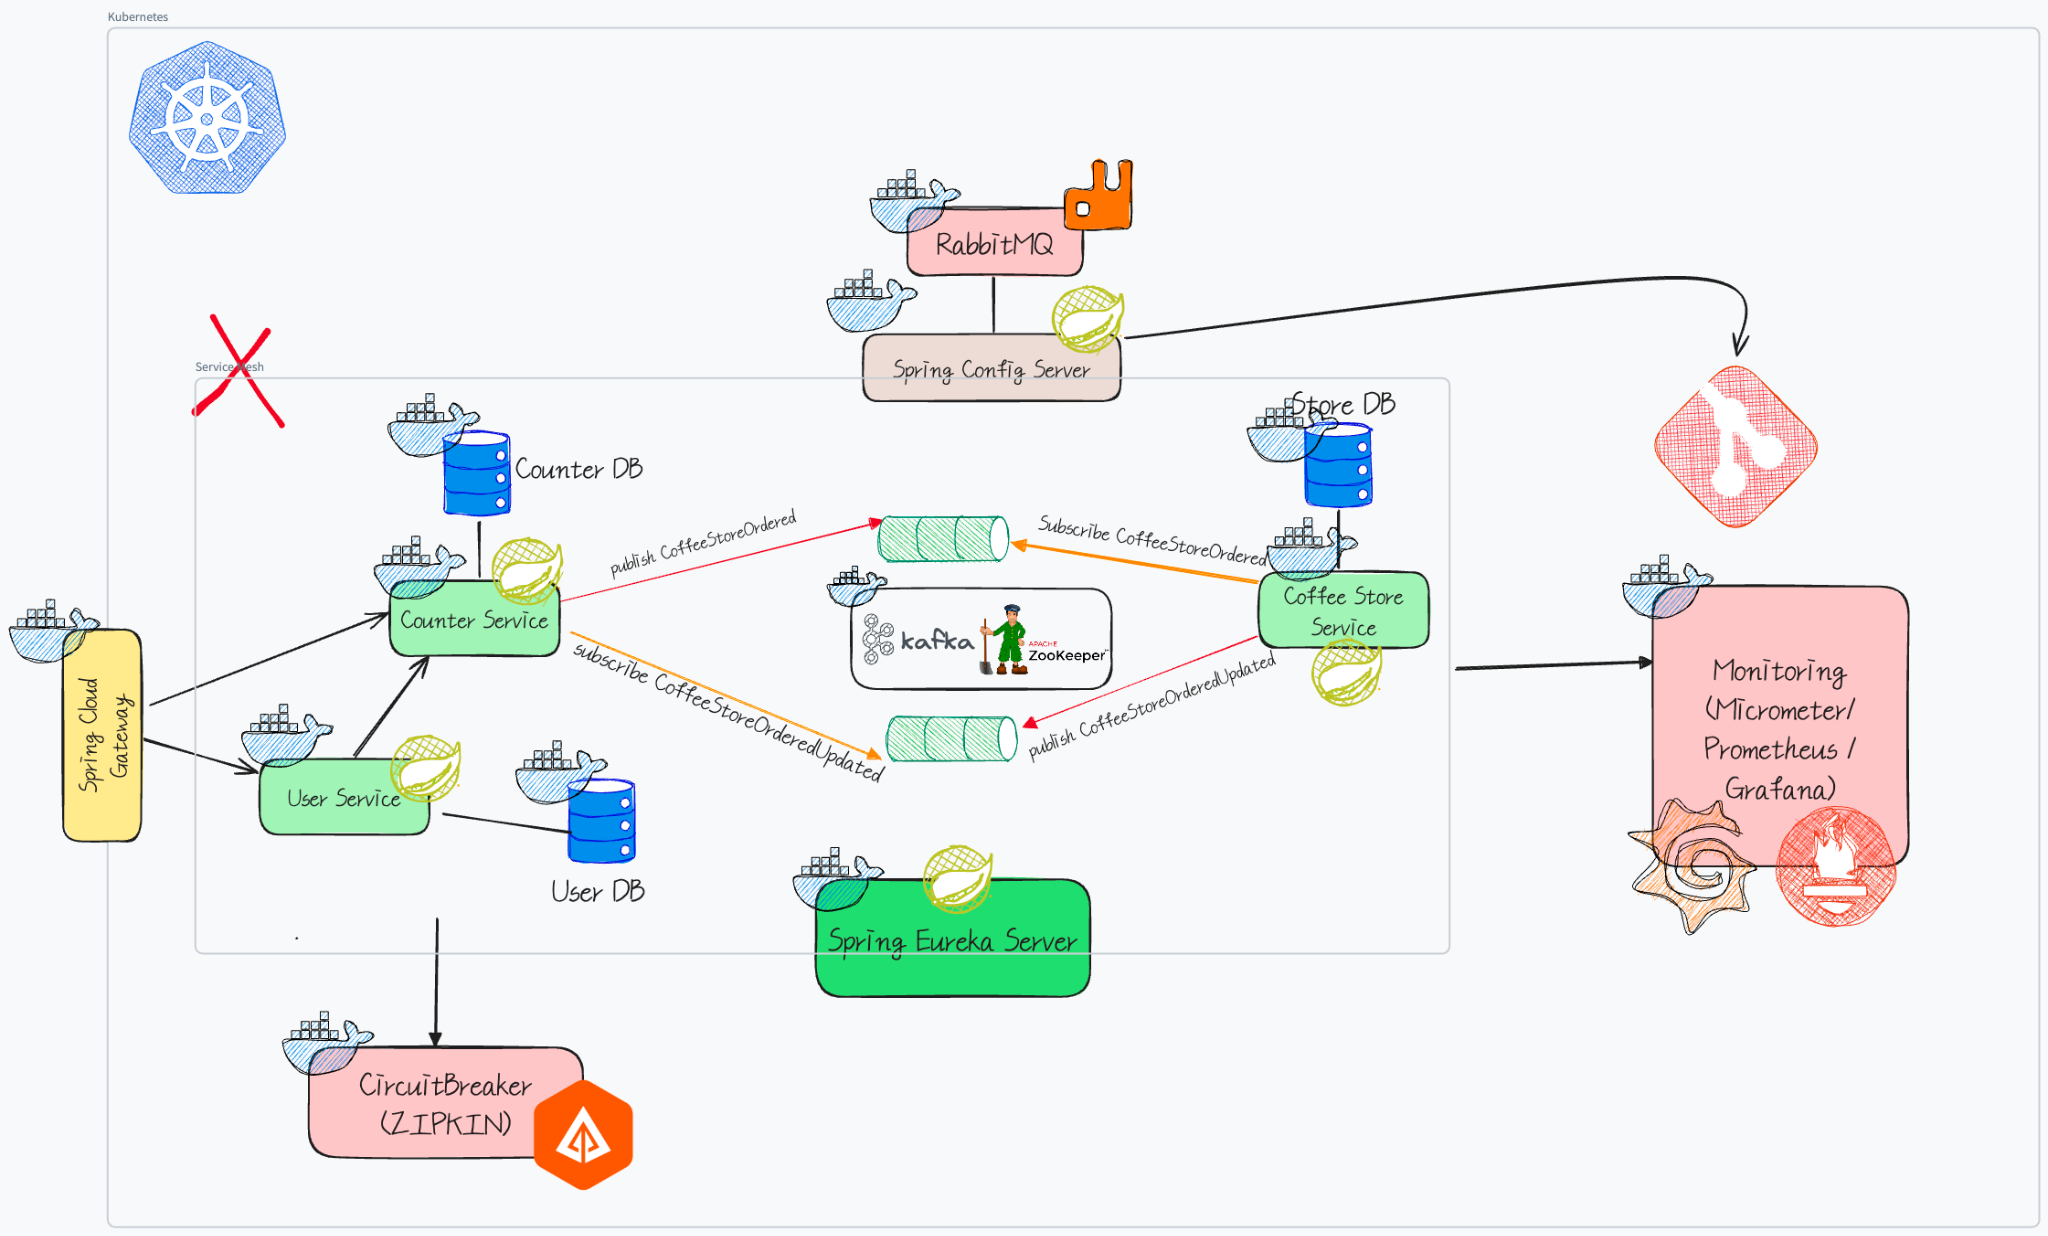 Kubernetes
RabbitMQ
Spring Config Server
Service Mesh
Store DB
Counter DB
publish CoffeeStoreOrdered
Subscribe CoffeeStoreOrdered
Counter Service
Coffee Store
Service
kafka
APACHE
ZooKeeper
subscribe CoffeeStoreOrderedUpdated
publish CoffeeStoreOrderedUpdated
Spring Cloud
Gateway
User Service
User DB
Monitoring
(Micrometer/
Prometheus /
Grafana)
Spring Eureka Server
CircuitBreaker
(ZIPKIN)